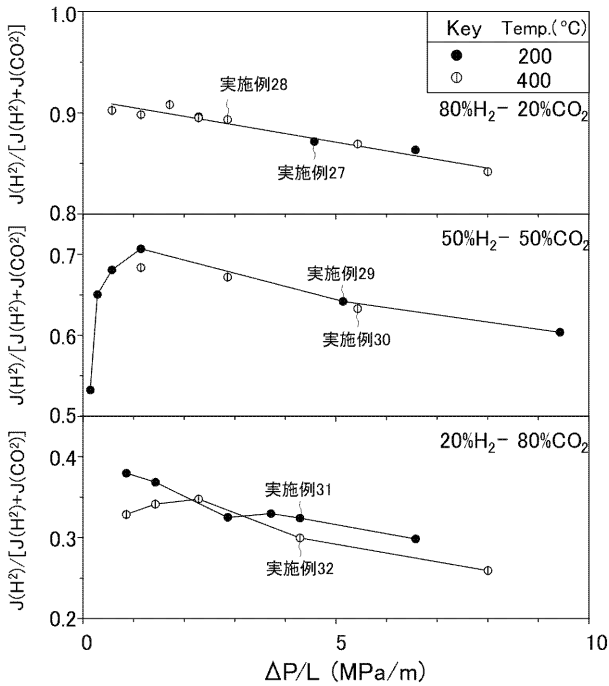 Key Temp.(°C)
● 200
⦶ 400
1.0
0.9
0.8
J(H²)/[J(H²)+J(CO²)]
実施例28
実施例27
80%H₂－20%CO₂
0.7
0.6
0.5
J(H²)/[J(H²)+J(CO²)]
実施例29
実施例30
50%H₂－50%CO₂
0.4
0.3
0.2
J(H²)/[J(H²)+J(CO²)]
実施例31
実施例32
20%H₂－80%CO₂
0 5 10
ΔP/L (MPa/m)